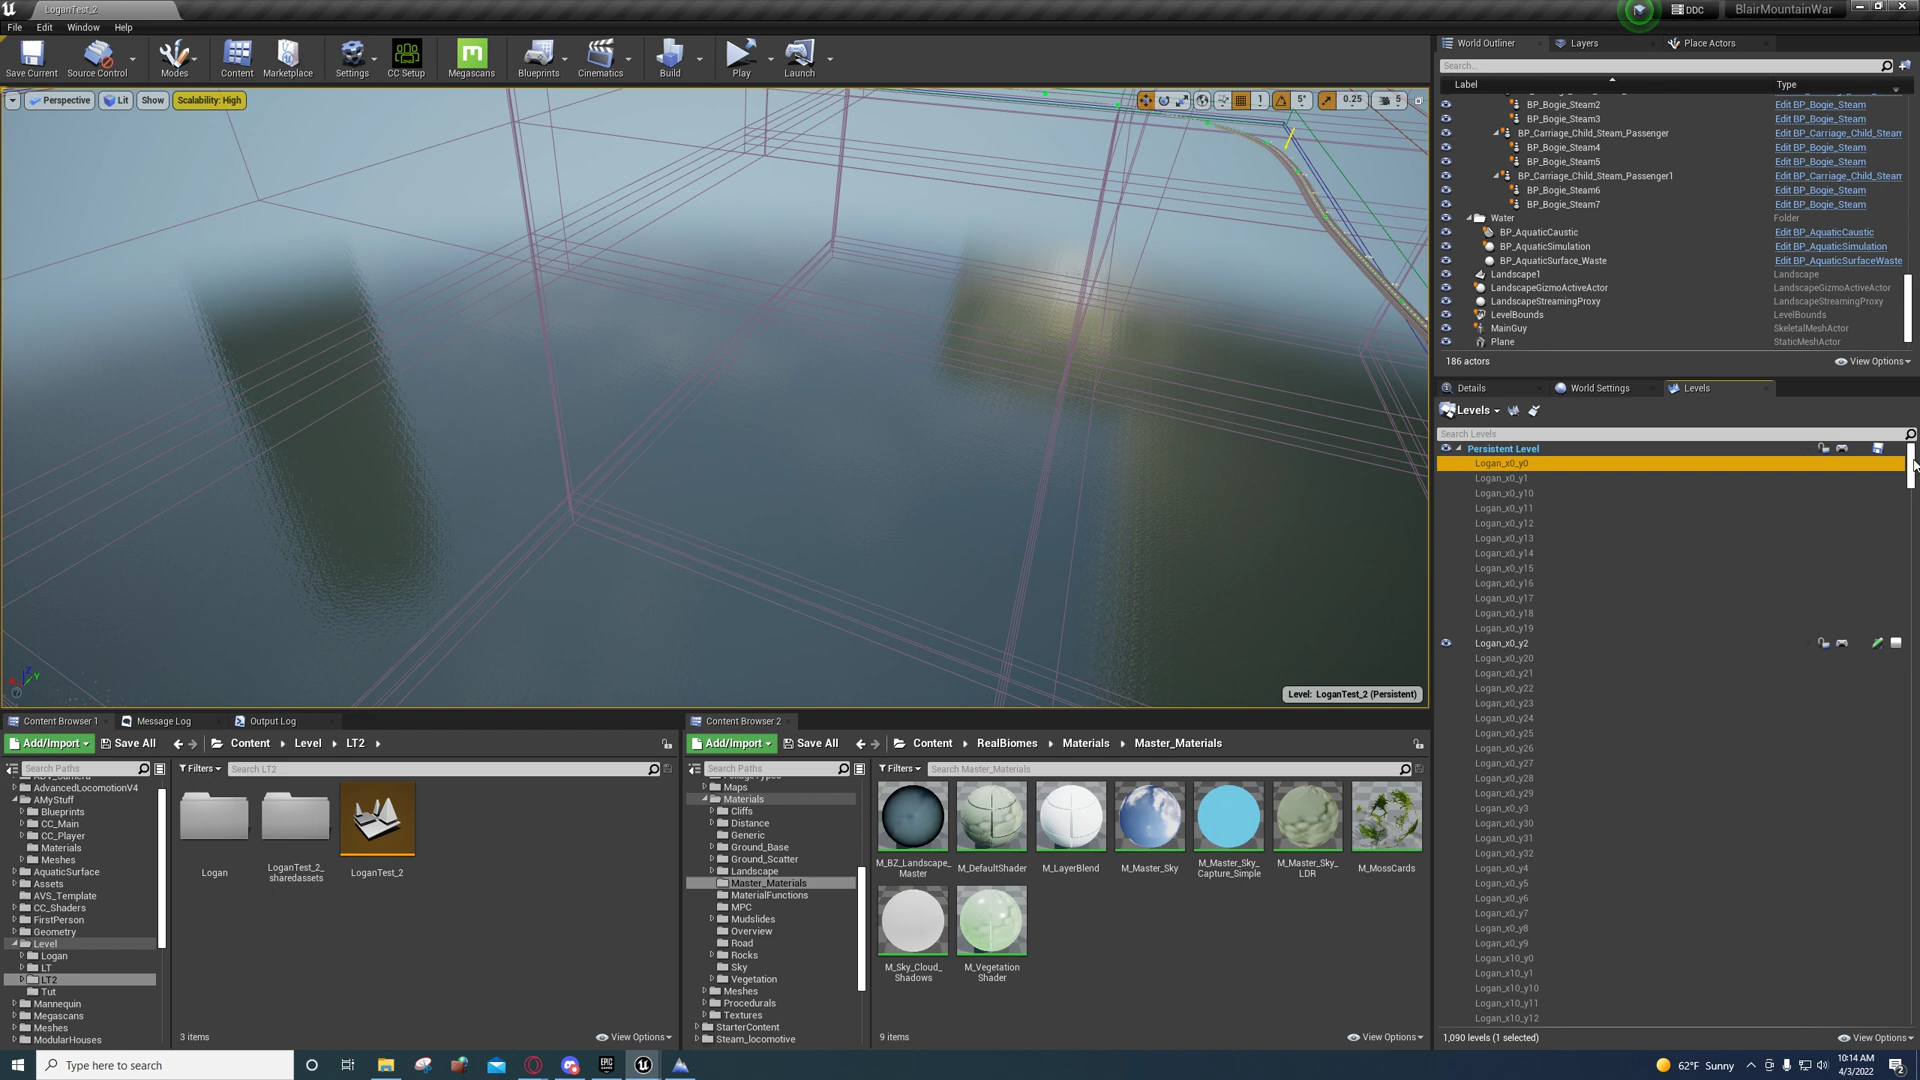 LoganTest_2
DDC
BlairMountainWar
File Edit Window Help
Save Current
Source Control
Modes
Content
Marketplace
Settings
CC Setup
Megascans
Blueprints
Cinematics
Build
Play
Launch
Perspective
Lit
Show
Scalability: High
1
5°
0.25
5
Level: LoganTest_2 (Persistent)
World Outliner
Layers
Place Actors
Search...
Label Type
BP_Bogie_Steam2 Edit BP_Bogie_Steam
BP_Bogie_Steam3 Edit BP_Bogie_Steam
BP_Carriage_Child_Steam_Passenger Edit BP_Carriage_Child_Steam
BP_Bogie_Steam4 Edit BP_Bogie_Steam
BP_Bogie_Steam5 Edit BP_Bogie_Steam
BP_Carriage_Child_Steam_Passenger1 Edit BP_Carriage_Child_Steam
BP_Bogie_Steam6 Edit BP_Bogie_Steam
BP_Bogie_Steam7 Edit BP_Bogie_Steam
Water Folder
BP_AquaticCaustic Edit BP_AquaticCaustic
BP_AquaticSimulation Edit BP_AquaticSimulation
BP_AquaticSurface_Waste Edit BP_AquaticSurfaceWaste
Landscape1 Landscape
LandscapeGizmoActiveActor LandscapeGizmoActiveActor
LandscapeStreamingProxy LandscapeStreamingProxy
LevelBounds LevelBounds
MainGuy SkeletalMeshActor
Plane StaticMeshActor
186 actors View Options
Details
World Settings
Levels
Levels
Search Levels
Persistent Level
Logan_x0_y0
Logan_x0_y1
Logan_x0_y10
Logan_x0_y11
Logan_x0_y12
Logan_x0_y13
Logan_x0_y14
Logan_x0_y15
Logan_x0_y16
Logan_x0_y17
Logan_x0_y18
Logan_x0_y19
Logan_x0_y2
Logan_x0_y20
Logan_x0_y21
Logan_x0_y22
Logan_x0_y23
Logan_x0_y24
Logan_x0_y25
Logan_x0_y26
Logan_x0_y27
Logan_x0_y28
Logan_x0_y29
Logan_x0_y3
Logan_x0_y30
Logan_x0_y31
Logan_x0_y32
Logan_x0_y4
Logan_x0_y5
Logan_x0_y6
Logan_x0_y7
Logan_x0_y8
Logan_x0_y9
Logan_x10_y0
Logan_x10_y1
Logan_x10_y10
Logan_x10_y11
Logan_x10_y12
1,090 levels (1 selected) View Options
Content Browser 1
Message Log
Output Log
Add/Import
Save All
Content
Level
LT2
Search Paths
Filters
Search LT2
AdvancedLocomotionV4
AMyStuff
Blueprints
CC_Main
CC_Player
Materials
Meshes
AquaticSurface
Assets
AVS_Template
CC_Shaders
FirstPerson
Geometry
Level
Logan
LT
LT2
Tut
Mannequin
Megascans
Meshes
ModularHouses
Logan
LoganTest_2_
sharedassets
LoganTest_2
3 items View Options
Content Browser 2
Add/Import
Save All
Content
RealBiomes
Materials
Master_Materials
Search Paths
Filters
Search Master_Materials
Maps
Materials
Cliffs
Distance
Generic
Ground_Base
Ground_Scatter
Landscape
Master_Materials
MaterialFunctions
MPC
Mudslides
Overview
Road
Rocks
Sky
Vegetation
Meshes
Procedurals
Textures
StarterContent
Steam_locomotive
M_BZ_Landscape_
Master
M_DefaultShader
M_LayerBlend
M_Master_Sky
M_Master_Sky_
Capture_Simple
M_Master_Sky_
LDR
M_MossCards
M_Sky_Cloud_
Shadows
M_Vegetation
Shader
9 items View Options
Type here to search
EPIC
GAMES
62°F Sunny
10:14 AM
4/3/2022
2